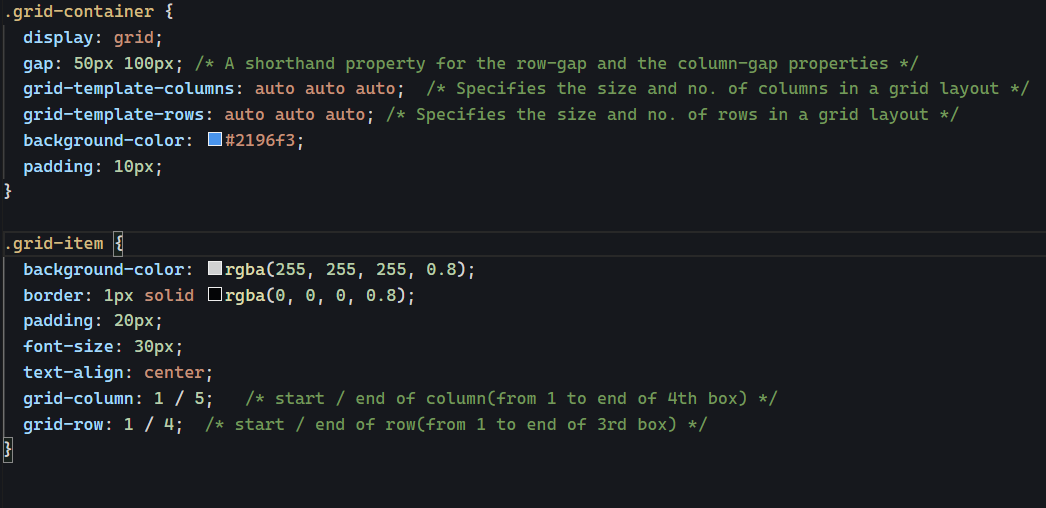 .grid-container {
display: grid;
gap: 50px 100px; /* A shorthand property for the row-gap and the column-gap properties */
grid-template-columns: auto auto auto;  /* Specifies the size and no. of columns in a grid layout */
grid-template-rows: auto auto auto; /* Specifies the size and no. of rows in a grid layout */
background-color: #2196f3;
padding: 10px;
}
.grid-item {
background-color: rgba(255, 255, 255, 0.8);
border: 1px solid rgba(0, 0, 0, 0.8);
padding: 20px;
font-size: 30px;
text-align: center;
grid-column: 1 / 5;   /* start / end of column(from 1 to end of 4th box) */
grid-row: 1 / 4;  /* start / end of row(from 1 to end of 3rd box) */
}